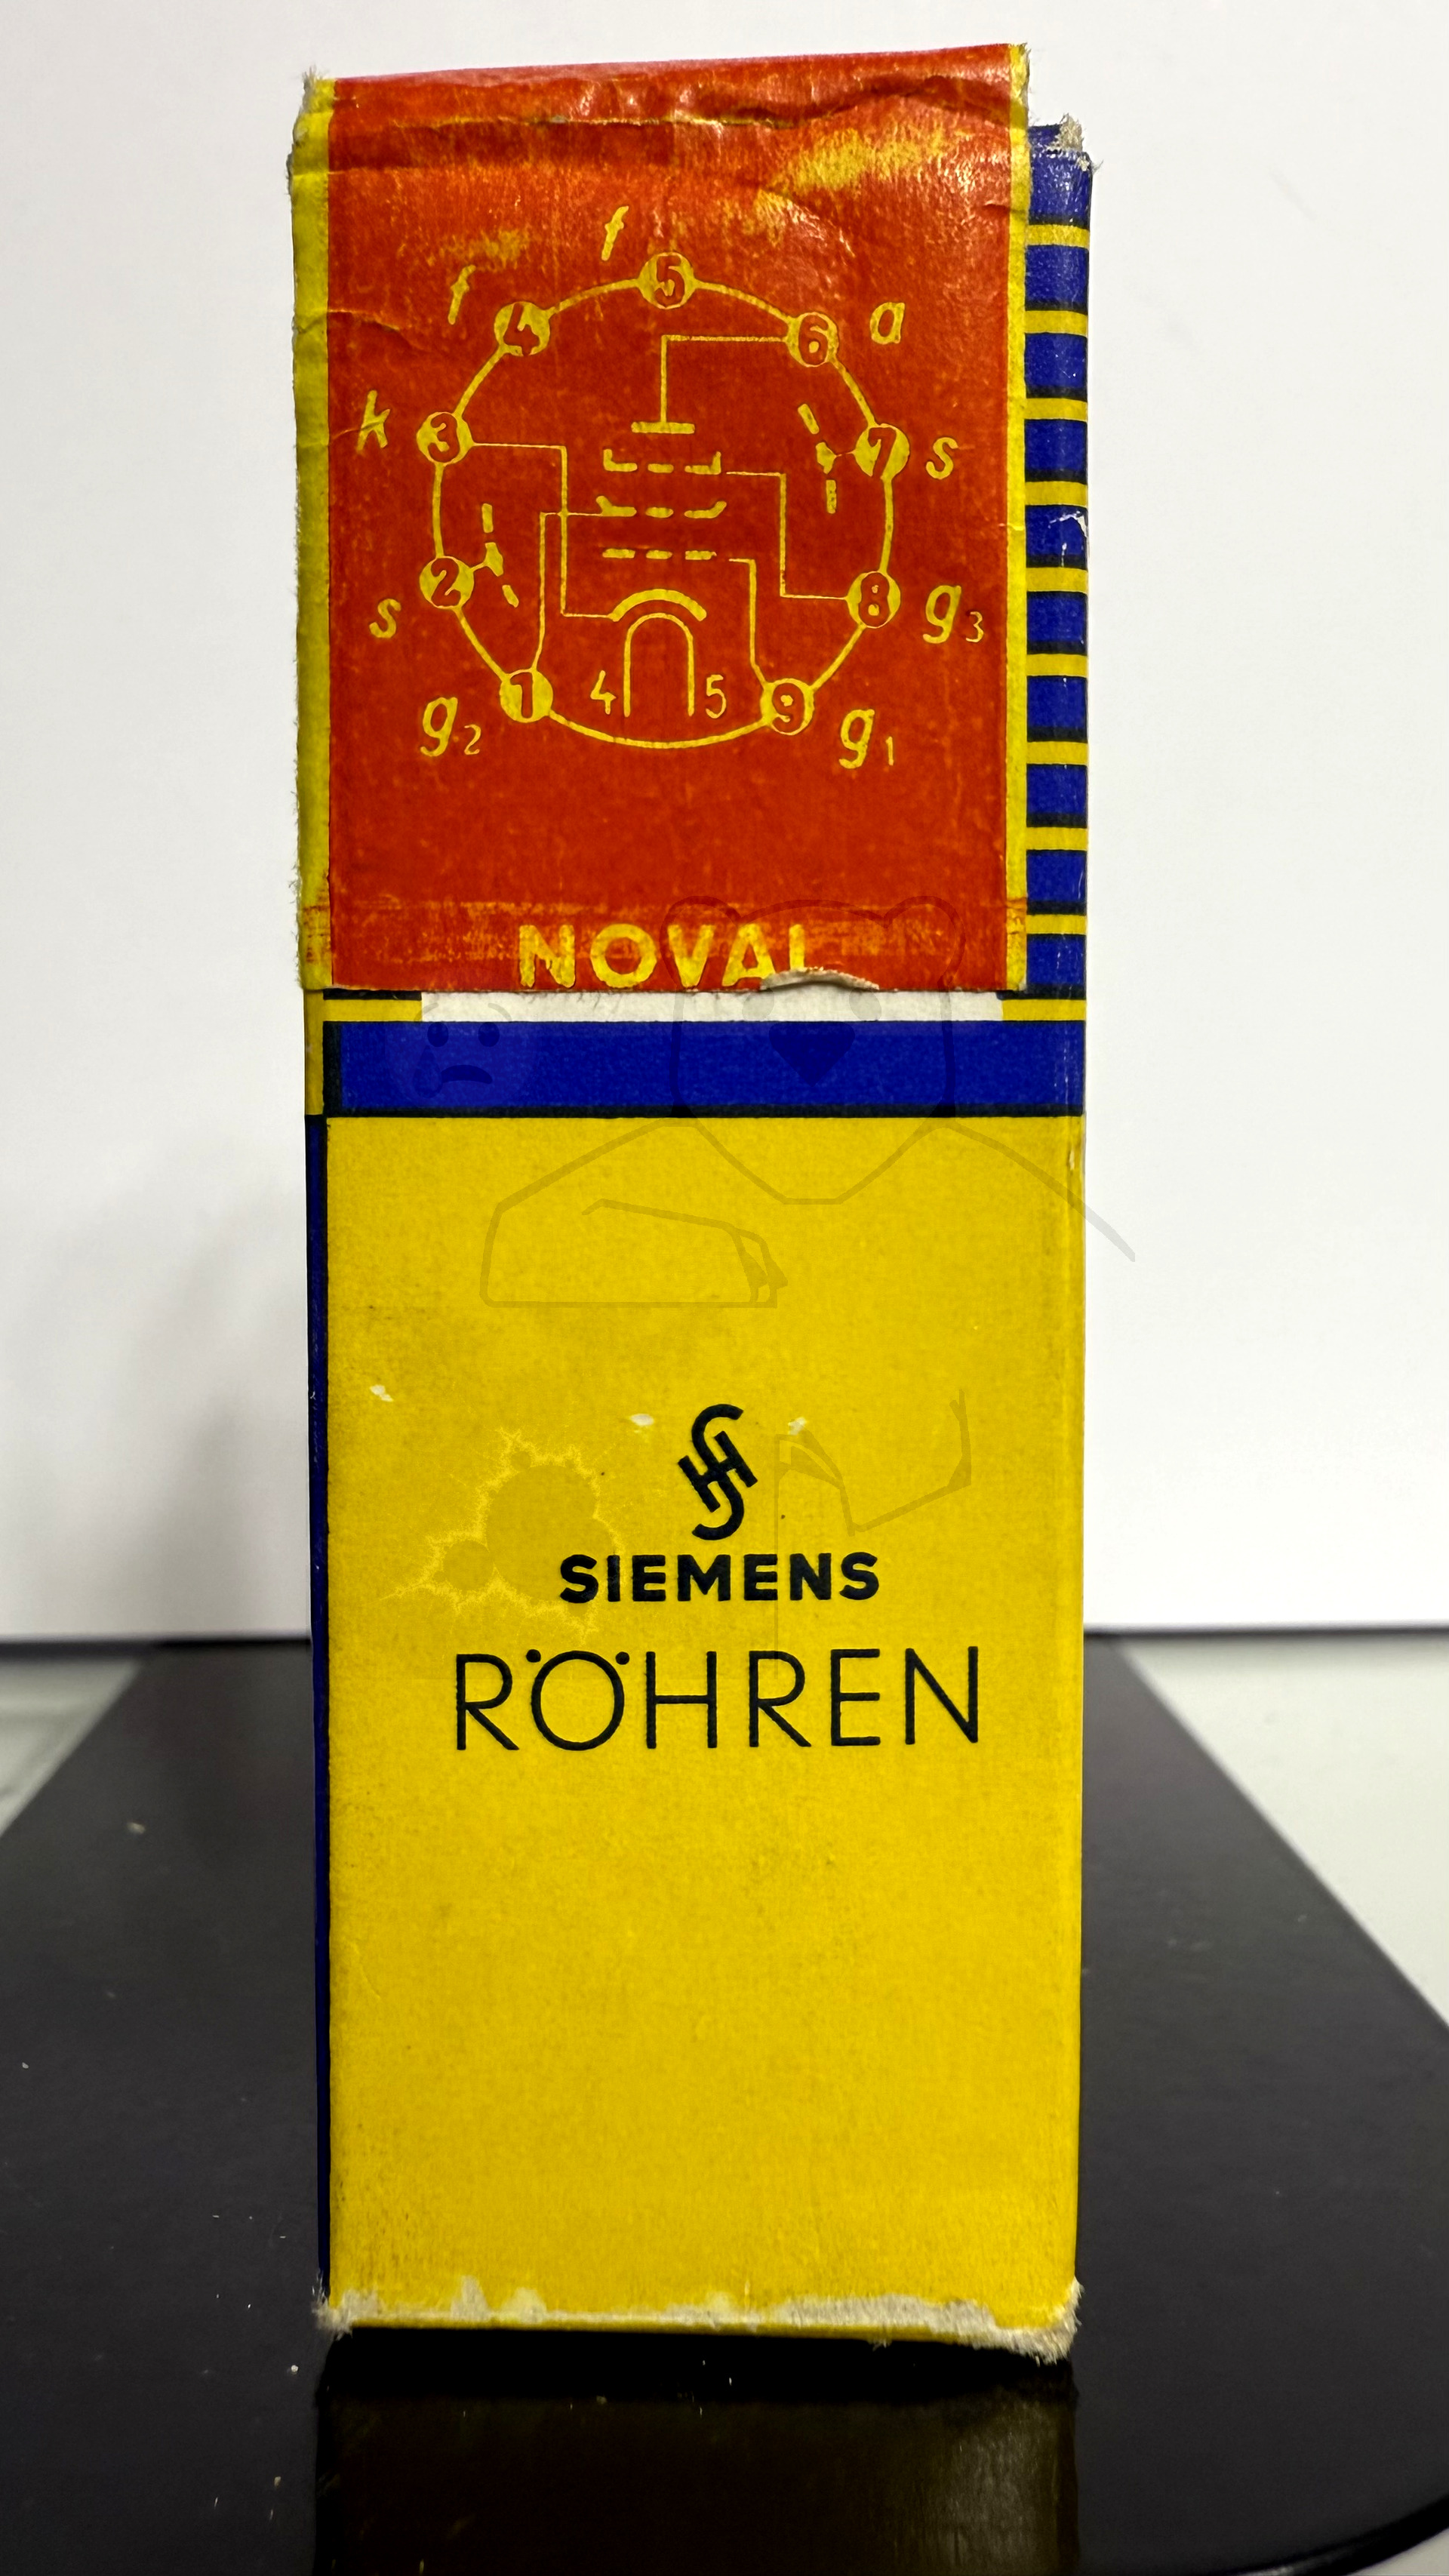 f
f 5 a
4 6
k 3 7 s
2 8
s g₃
g₂ 1 4 5 9 g₁
NOVAL
SIEMENS
RÖHREN